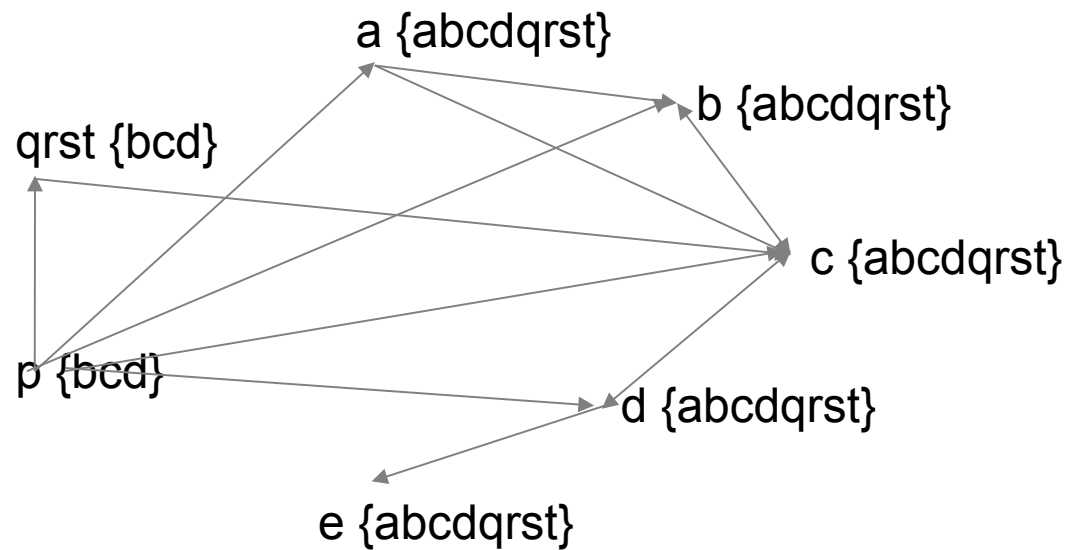 a {abcdqrst}
b {abcdqrst}
qrst {bcd}
c {abcdqrst}
p {bcd}
d {abcdqrst}
e {abcdqrst}